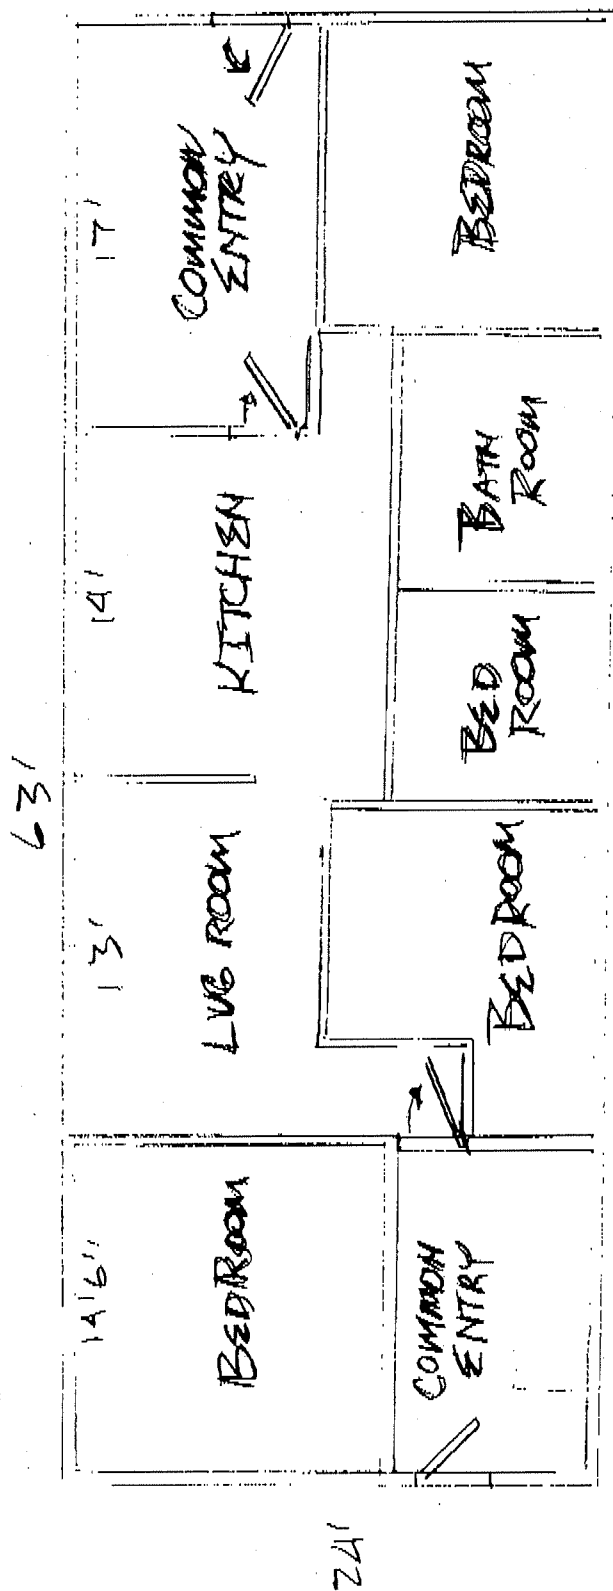 63'
14'6"
13'
14'
17'
BEDROOM
LVG ROOM
KITCHEN
COMMON
ENTRY
24'
COMMON
ENTRY
BEDROOM
BED
ROOM
BATH
ROOM
BEDROOM